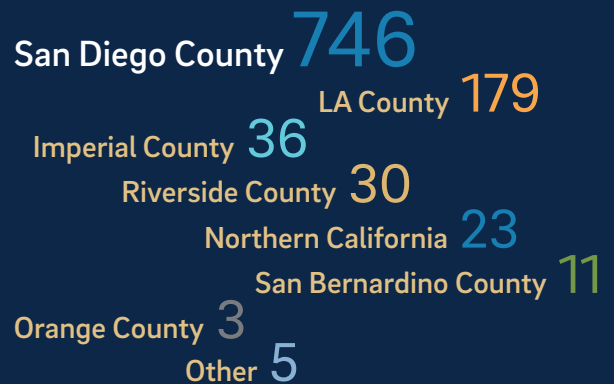 San Diego County 746
LA County 179
Imperial County 36
Riverside County 30
Northern California 23
San Bernardino County 11
Orange County 3
Other 5